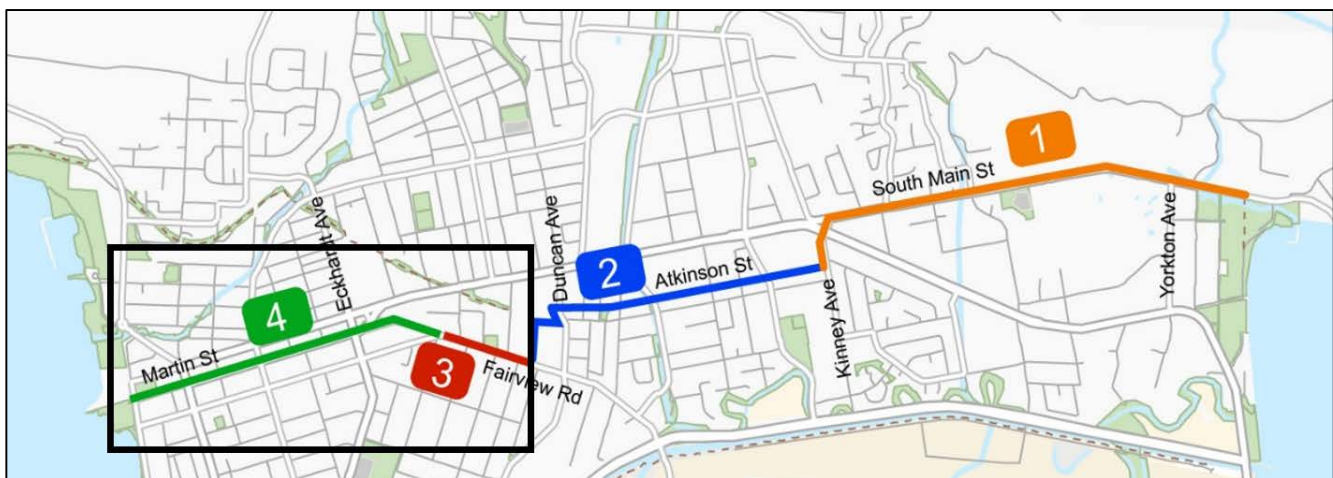 1
South Main St
Eckhardt Ave
Duncan Ave
Yorkton Ave
2
Atkinson St
Kinney Ave
4
Martin St
3
Fairview Rd